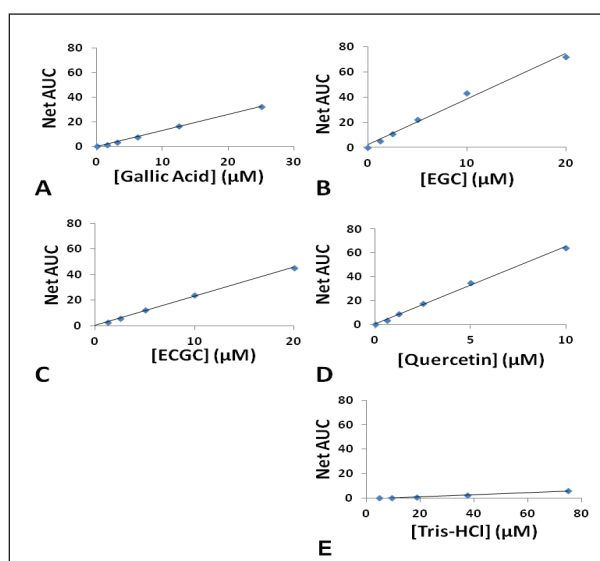 80
60
40
20
0
Net AUC
0 10 20 30
[Gallic Acid] (µM)
A
80
60
40
20
0
Net AUC
0 10 20
[EGC] (µM)
B
80
60
40
20
0
Net AUC
0 10 20
[ECGC] (µM)
C
80
60
40
20
0
Net AUC
0 5 10
[Quercetin] (µM)
D
80
60
40
20
0
Net AUC
0 20 40 60 80
[Tris-HCl] (µM)
E